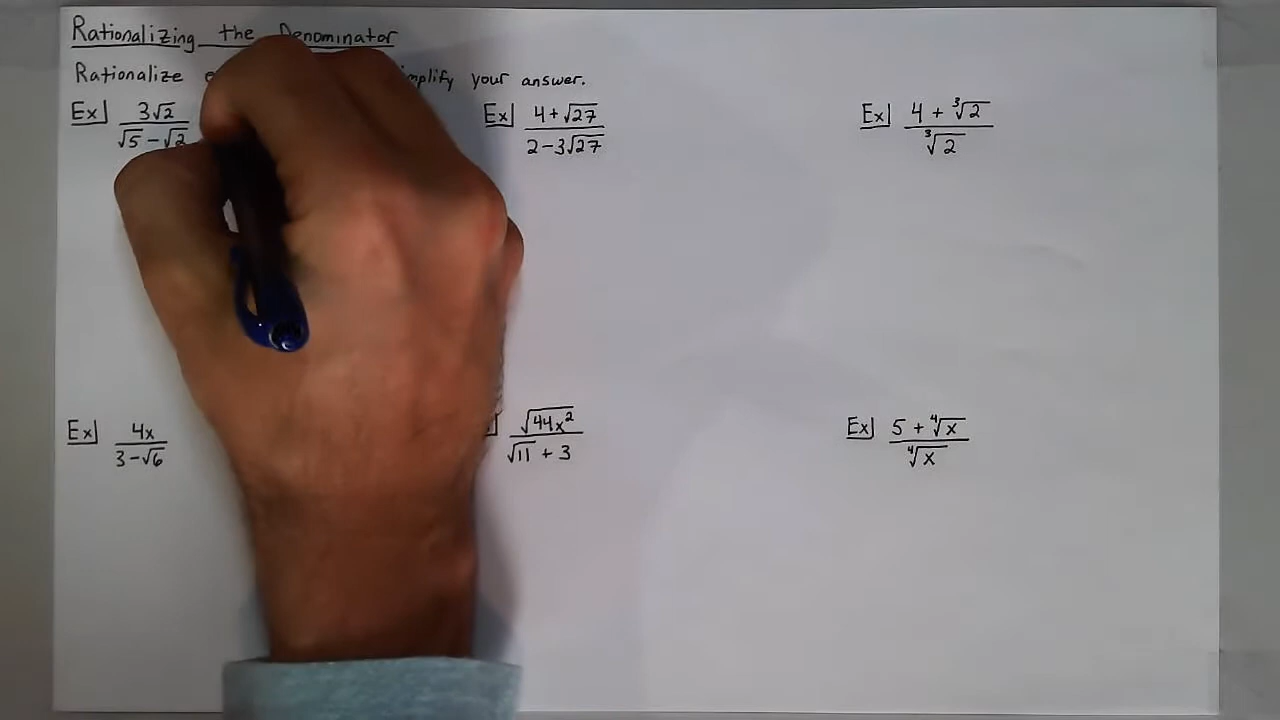 Rationalizing the Denominator
Rationalize your answer.
Ex] 3√2 / √5 − √2
Ex] 4 + √27 / 2 − 3√27
Ex] 4 + ∛2 / ∛2
Ex] 4x / 3 − √6
√44x² / √11 + 3
Ex] 5 + ∜x / ∜x